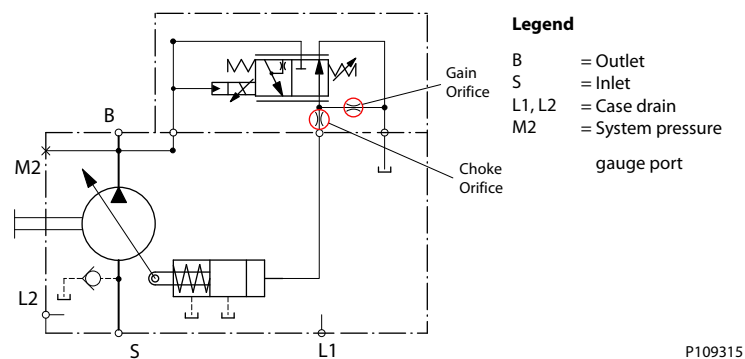 Legend
B = Outlet
S = Inlet
L1, L2 = Case drain
M2 = System pressure
gauge port
Gain
Orifice
B
M2
Choke
Orifice
L2
S
L1
P109315